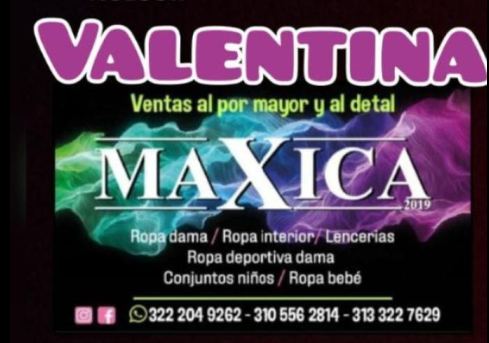 VALENTINA
Ventas al por mayor y al detal
MAXICA
2019
Ropa dama / Ropa interior / Lencerias
Ropa deportiva dama
Conjuntos niños / Ropa bebé
322 204 9262 - 310 556 2814 - 313 322 7629